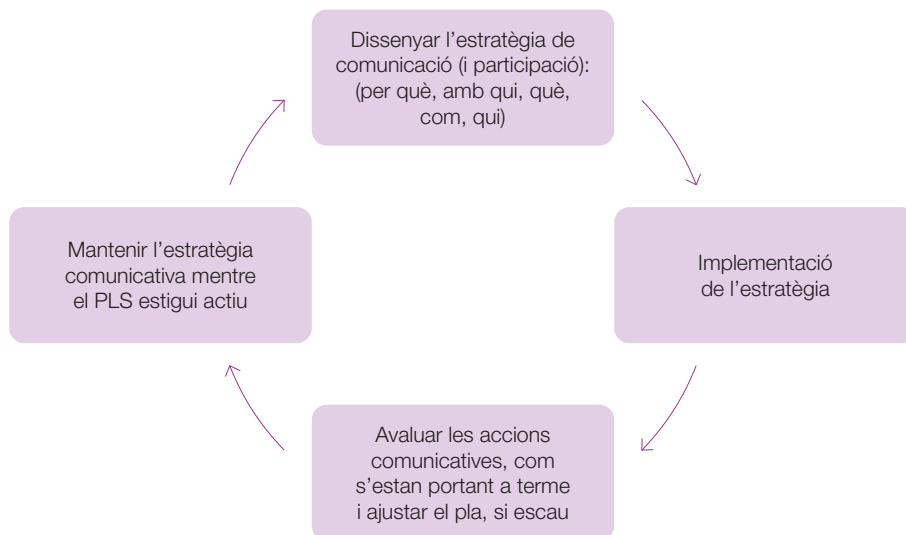 Dissenyar l’estratègia de
comunicació (i participació):
(per què, amb qui, què,
com, qui)
Implementació
de l’estratègia
Avaluar les accions
comunicatives, com
s’estan portant a terme
i ajustar el pla, si escau
Mantenir l’estratègia
comunicativa mentre
el PLS estigui actiu